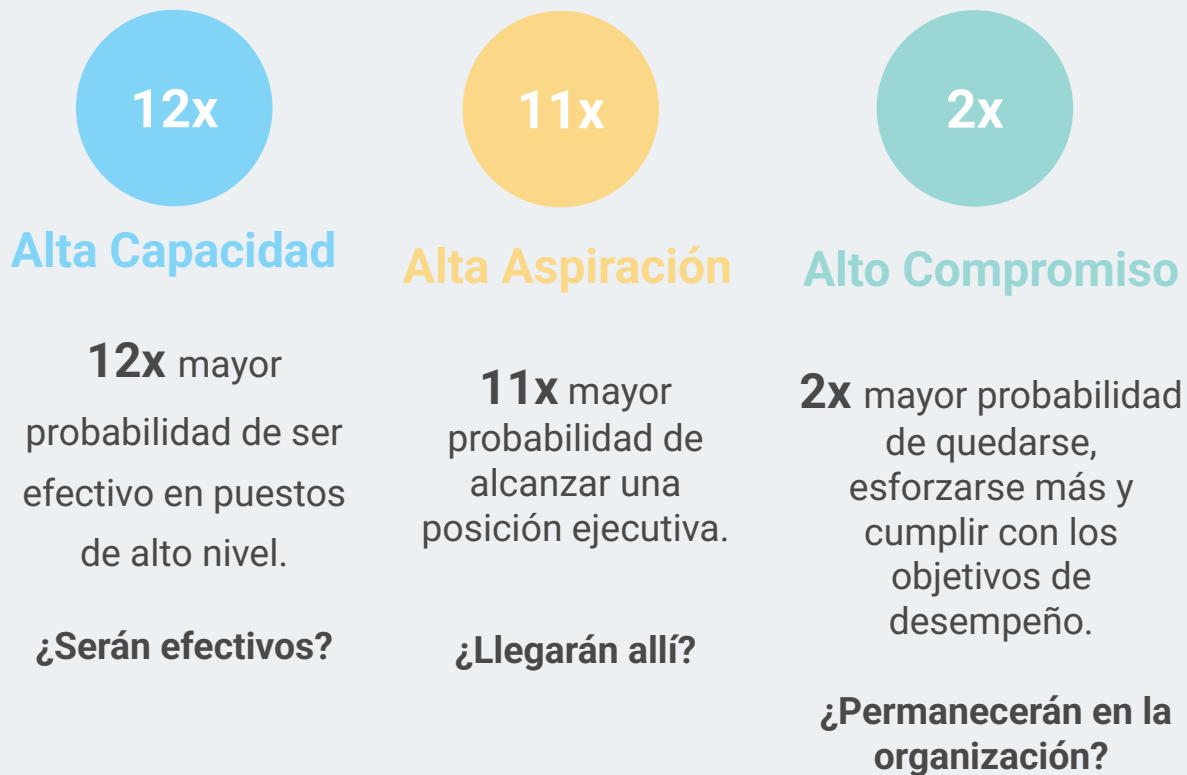 12x
Alta Capacidad
12x mayor
probabilidad de ser
efectivo en puestos
de alto nivel.
¿Serán efectivos?
11x
Alta Aspiración
11x mayor
probabilidad de
alcanzar una
posición ejecutiva.
¿Llegarán allí?
2x
Alto Compromiso
2x mayor probabilidad
de quedarse,
esforzarse más y
cumplir con los
objetivos de
desempeño.
¿Permanecerán en la
organización?